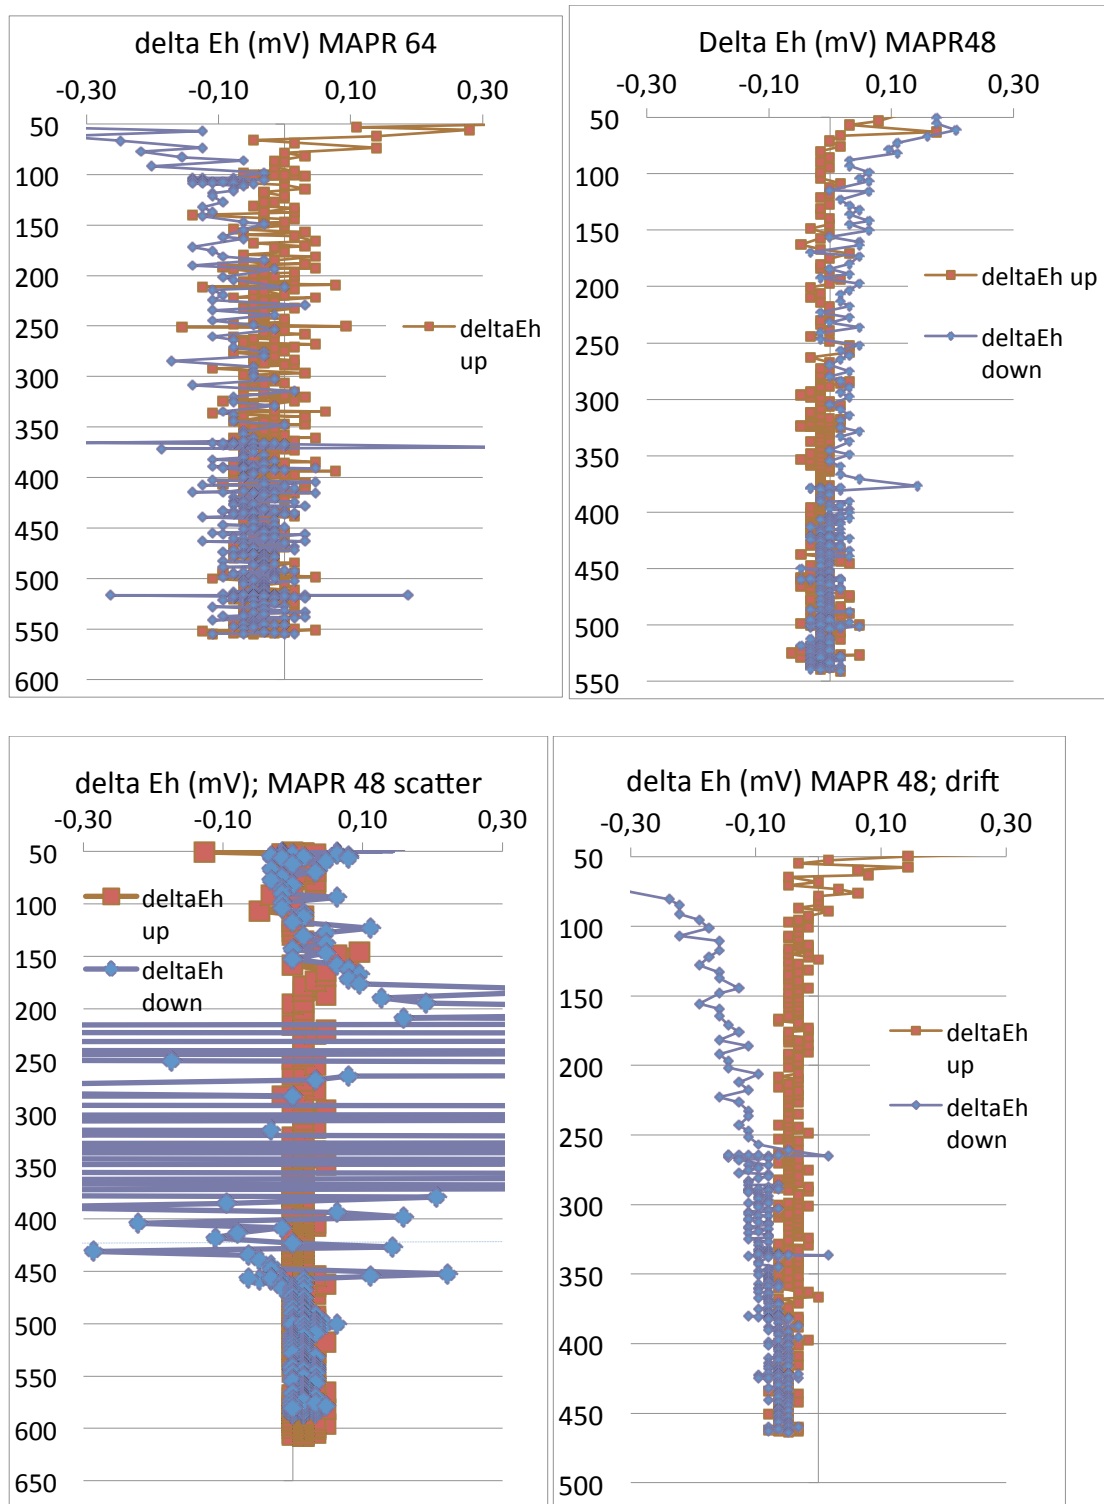 delta Eh (mV) MAPR 64
-0,30 -0,10 0,10 0,30
50
100
150
200
250
300
350
400
450
500
550
600
deltaEh
up
Delta Eh (mV) MAPR48
-0,30 -0,10 0,10 0,30
50
100
150
200
250
300
350
400
450
500
550
deltaEh up
deltaEh
down
delta Eh (mV); MAPR 48 scatter
-0,30 -0,10 0,10 0,30
50
100
150
200
250
300
350
400
450
500
550
600
650
deltaEh
up
deltaEh
down
delta Eh (mV) MAPR 48; drift
-0,30 -0,10 0,10 0,30
50
100
150
200
250
300
350
400
450
500
deltaEh
up
deltaEh
down